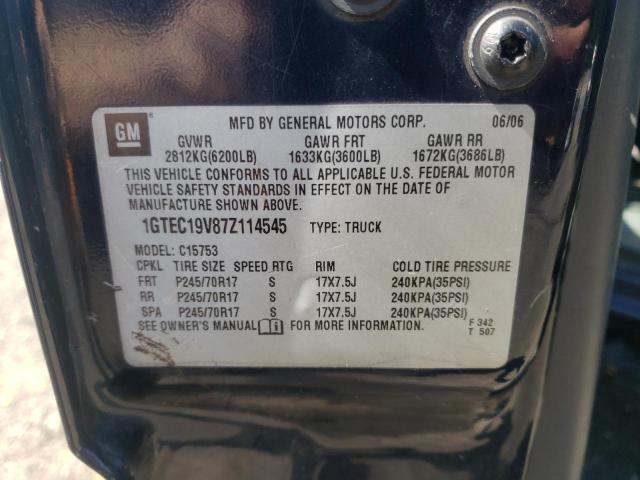 GM
MFD BY GENERAL MOTORS CORP. 06/06
GVWR GAWR FRT GAWR RR
2812KG(6200LB) 1633KG(3600LB) 1672KG(3686LB)
THIS VEHICLE CONFORMS TO ALL APPLICABLE U.S. FEDERAL MOTOR
VEHICLE SAFETY STANDARDS IN EFFECT ON THE DATE OF
MANUFACTURE SHOWN ABOVE.
1GTEC19V87Z114545 TYPE: TRUCK
MODEL: C15753
CPKL TIRE SIZE SPEED RTG RIM COLD TIRE PRESSURE
FRT P245/70R17 S 17X7.5J 240KPA(35PSI)
RR P245/70R17 S 17X7.5J 240KPA(35PSI)
SPA P245/70R17 S 17X7.5J 240KPA(35PSI)
SEE OWNER'S MANUAL FOR MORE INFORMATION.
F 342
T 507